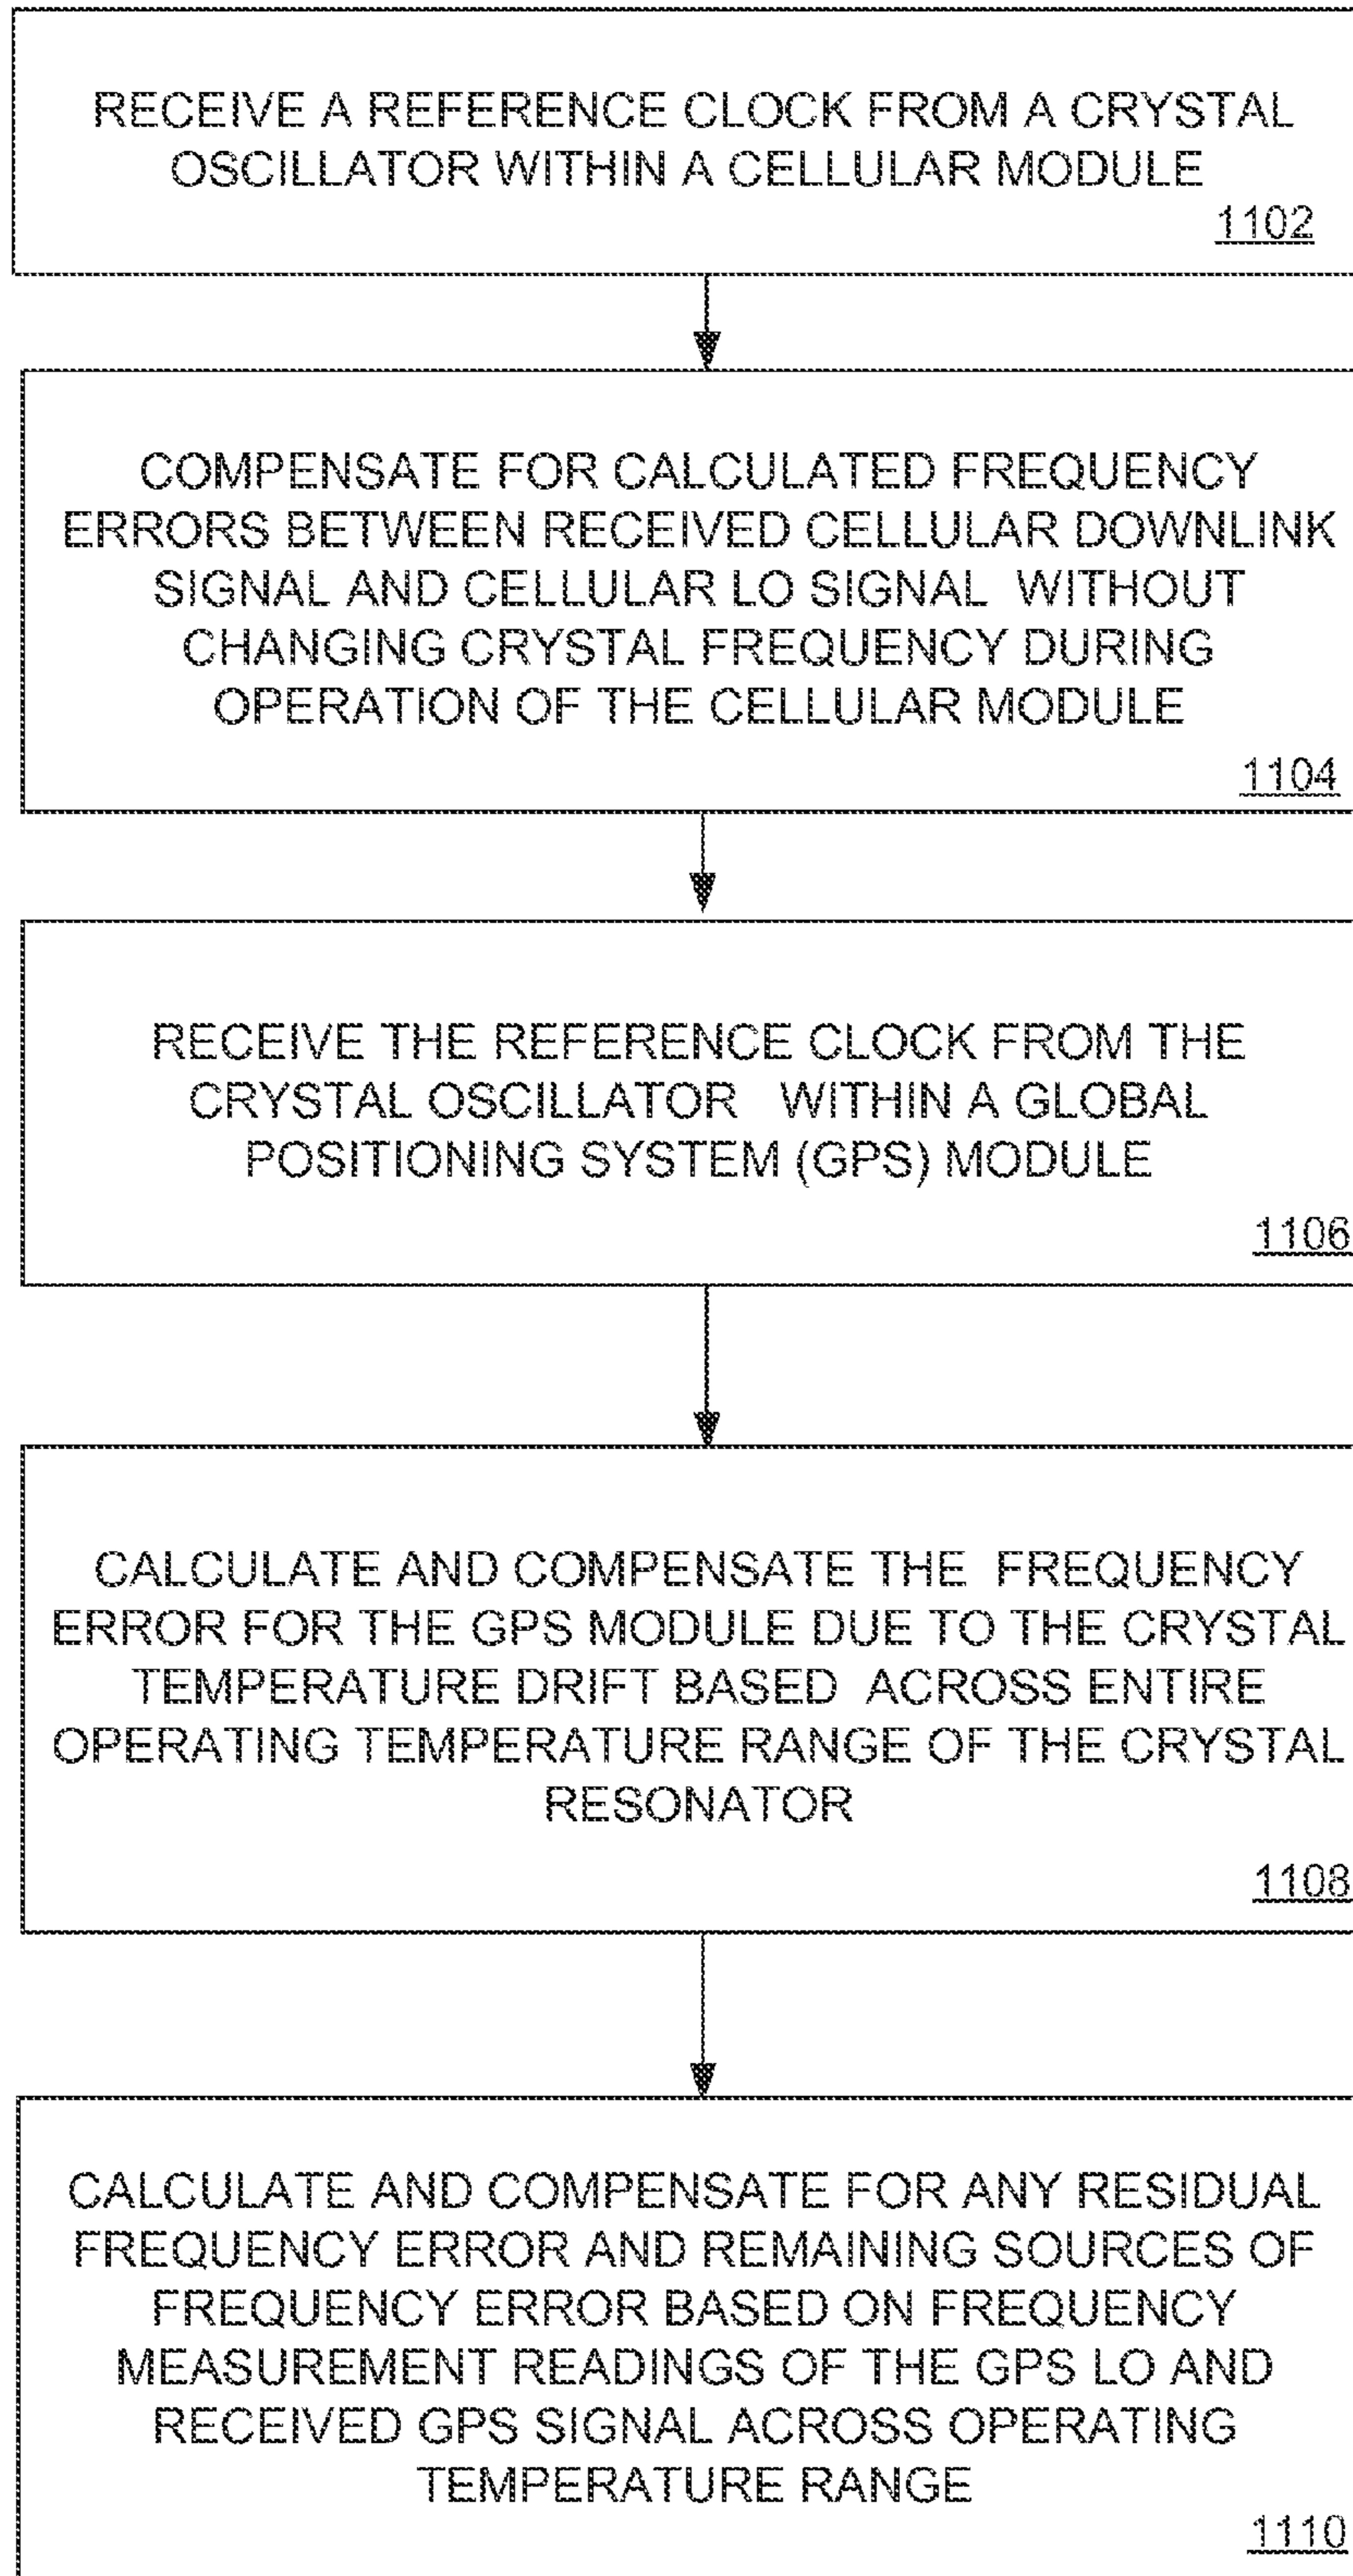 RECEIVE A REFERENCE CLOCK FROM A CRYSTAL
OSCILLATOR WITHIN A CELLULAR MODULE
1102
COMPENSATE FOR CALCULATED FREQUENCY
ERRORS BETWEEN RECEIVED CELLULAR DOWNLINK
SIGNAL AND CELLULAR LO SIGNAL WITHOUT
CHANGING CRYSTAL FREQUENCY DURING
OPERATION OF THE CELLULAR MODULE
1104
RECEIVE THE REFERENCE CLOCK FROM THE
CRYSTAL OSCILLATOR WITHIN A GLOBAL
POSITIONING SYSTEM (GPS) MODULE
1106
CALCULATE AND COMPENSATE THE FREQUENCY
ERROR FOR THE GPS MODULE DUE TO THE CRYSTAL
TEMPERATURE DRIFT BASED ACROSS ENTIRE
OPERATING TEMPERATURE RANGE OF THE CRYSTAL
RESONATOR
1108
CALCULATE AND COMPENSATE FOR ANY RESIDUAL
FREQUENCY ERROR AND REMAINING SOURCES OF
FREQUENCY ERROR BASED ON FREQUENCY
MEASUREMENT READINGS OF THE GPS LO AND
RECEIVED GPS SIGNAL ACROSS OPERATING
TEMPERATURE RANGE
1110